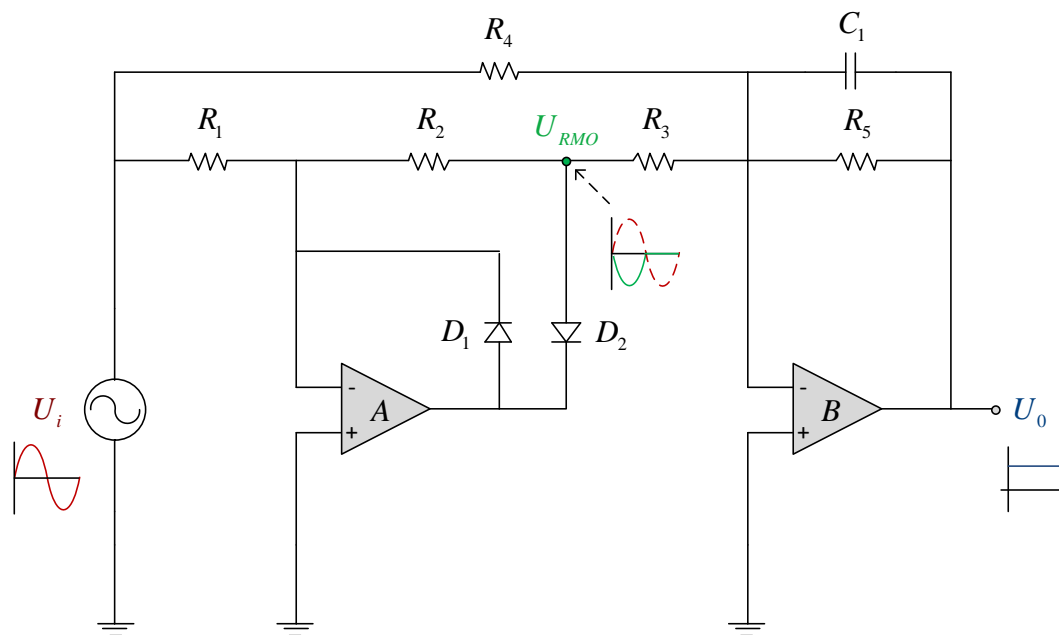 R4
C1
R1
R2
URMO
R3
R5
D1
D2
Ui
-
A
+
-
B
+
U0